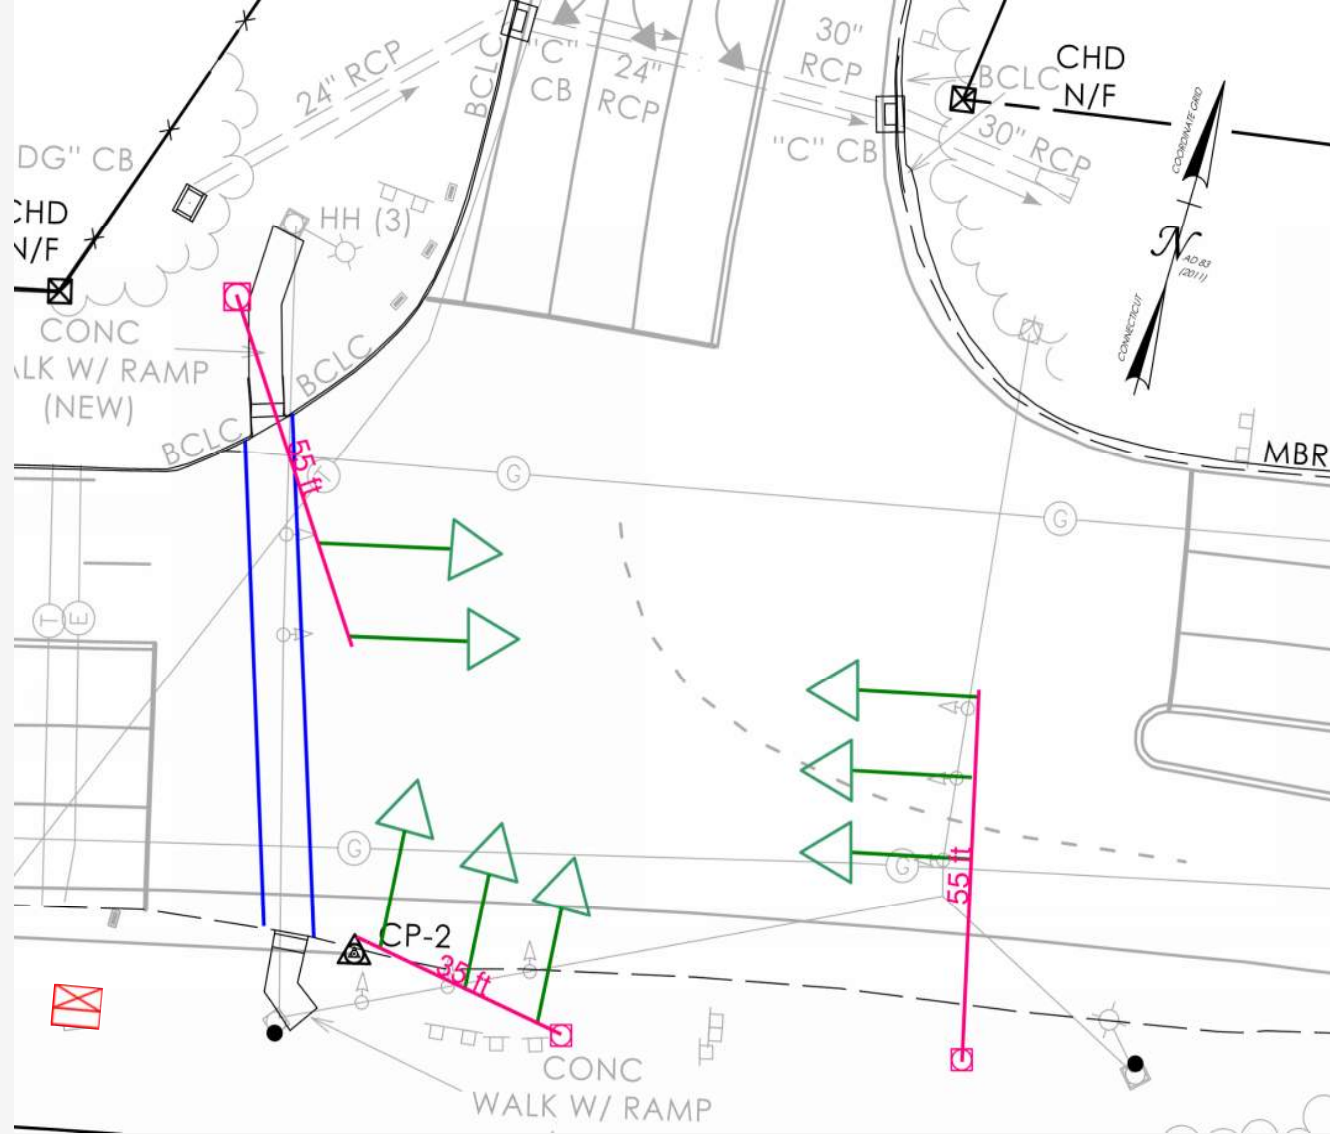 24" RCP
BCLC
"C"
CB
24"
RCP
30"
RCP
"C" CB
BCLC
CHD
N/F
30" RCP
COORDINATE GRID
N
AD 83
(2011)
CONNECTICUT
DG" CB
CHD
N/F
HH (3)
CONC
ALK W/ RAMP
(NEW)
BCLC
BCLC
55 ft
T
G
G
MBR
T
E
G
G
55 ft
CP-2
35 ft
CONC
WALK W/ RAMP